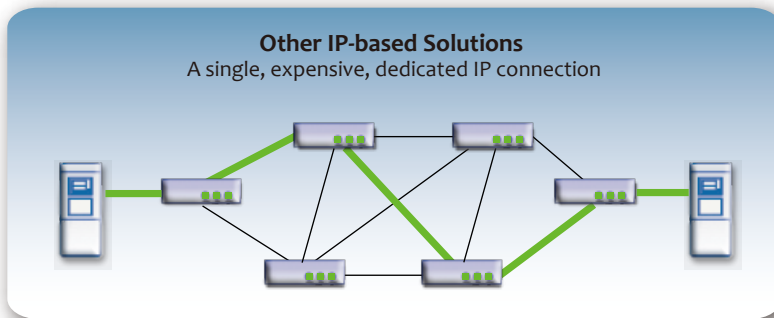 Other IP-based Solutions
A single, expensive, dedicated IP connection